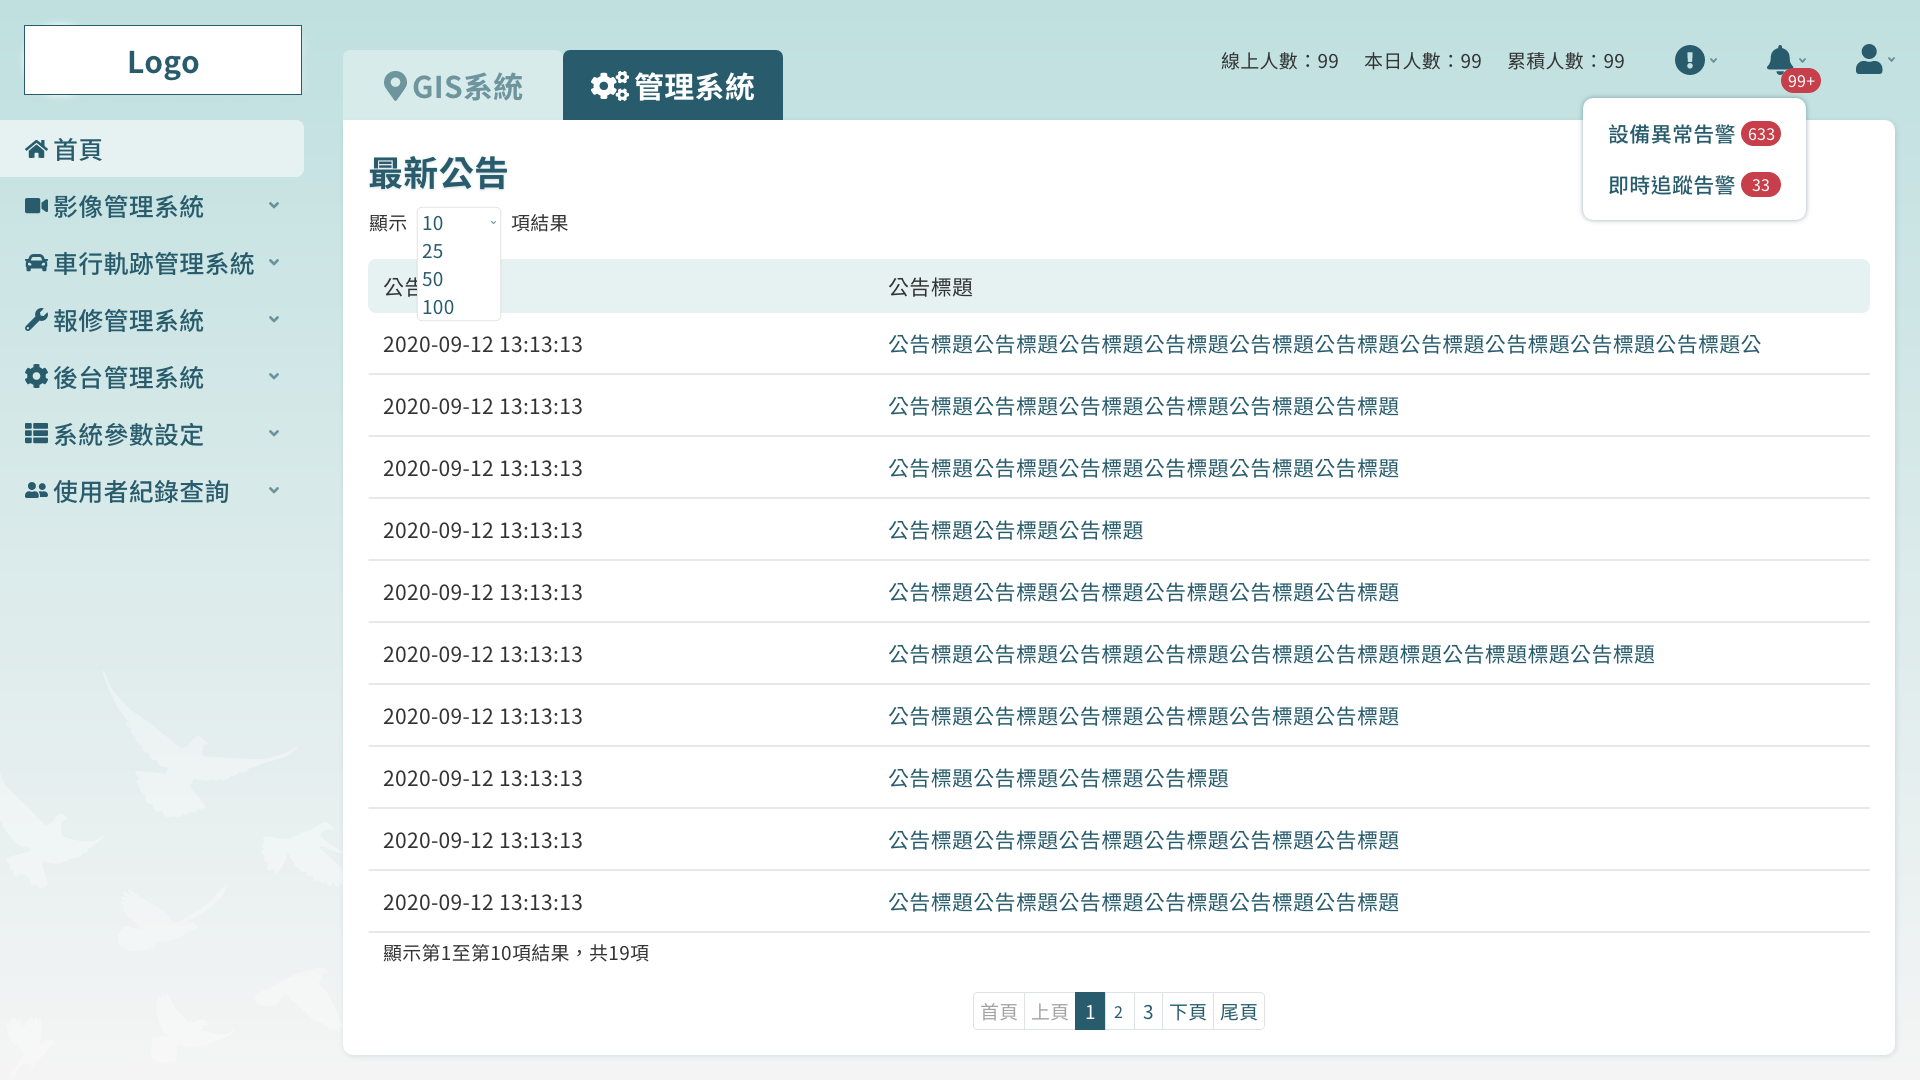 Logo
首頁
影像管理系統
車行軌跡管理系統
報修管理系統
後台管理系統
系統參數設定
使用者紀錄查詢
GIS系統
管理系統
線上人數：99 本日人數：99 累積人數：99
99+
設備異常告警 633
即時追蹤告警 33
最新公告
顯示 10 項結果
25
50
100
公告 公告標題
2020-09-12 13:13:13 公告標題公告標題公告標題公告標題公告標題公告標題公告標題公告標題公告標題公告標題公
2020-09-12 13:13:13 公告標題公告標題公告標題公告標題公告標題公告標題
2020-09-12 13:13:13 公告標題公告標題公告標題公告標題公告標題公告標題
2020-09-12 13:13:13 公告標題公告標題公告標題
2020-09-12 13:13:13 公告標題公告標題公告標題公告標題公告標題公告標題
2020-09-12 13:13:13 公告標題公告標題公告標題公告標題公告標題公告標題標題公告標題標題公告標題
2020-09-12 13:13:13 公告標題公告標題公告標題公告標題公告標題公告標題
2020-09-12 13:13:13 公告標題公告標題公告標題公告標題
2020-09-12 13:13:13 公告標題公告標題公告標題公告標題公告標題公告標題
2020-09-12 13:13:13 公告標題公告標題公告標題公告標題公告標題公告標題
顯示第1至第10項結果，共19項
首頁 上頁 1 2 3 下頁 尾頁